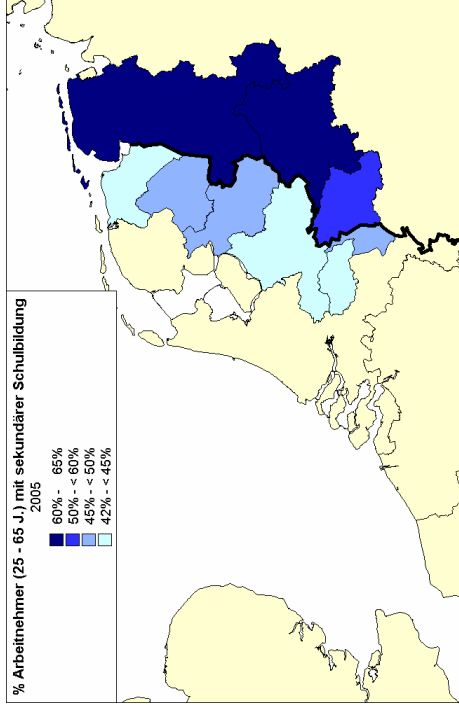 % Arbeitnehmer (25 - 65 J.) mit sekundärer Schulbildung
2005
60% - 65%
50% - < 60%
45% - < 50%
42% - < 45%